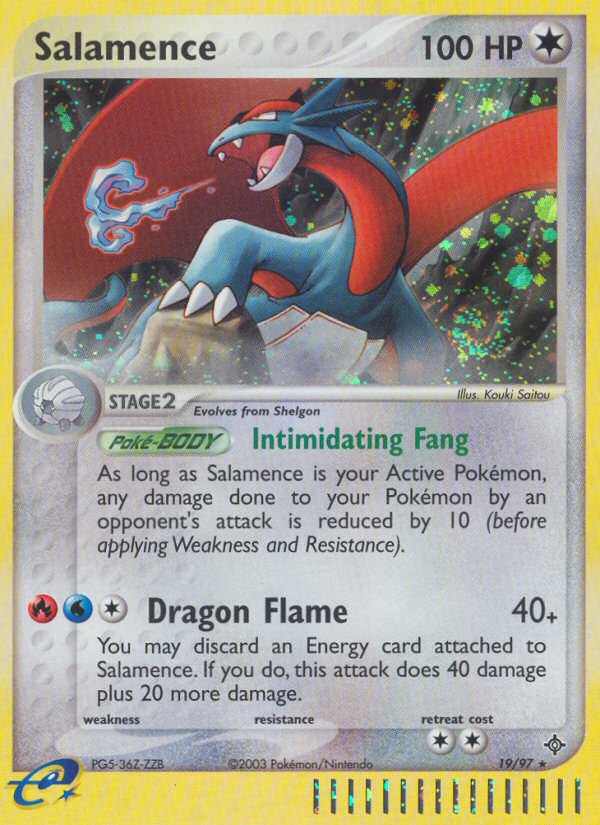 Salamence 100 HP
Illus. Kouki Saitou
STAGE2
Evolves from Shelgon
Poké-BODY Intimidating Fang
As long as Salamence is your Active Pokémon,
any damage done to your Pokémon by an
opponent's attack is reduced by 10 (before
applying Weakness and Resistance).
Dragon Flame 40+
You may discard an Energy card attached to
Salamence. If you do, this attack does 40 damage
plus 20 more damage.
weakness resistance retreat cost
PG5-36Z-ZZB ©2003 Pokémon/Nintendo 19/97 ★
e